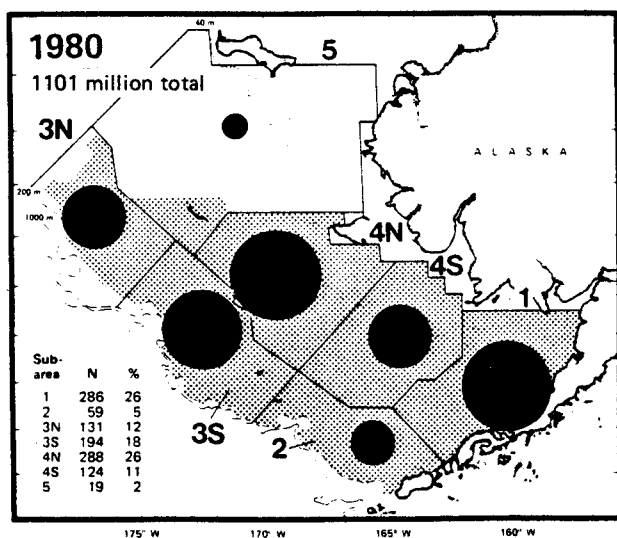 60 m
1980
5
1101 million total
3N
ALASKA
200 m
1000 m
4N
4S
1
Sub-
area N %
1 286 26
2 59 5
3N 131 12
3S 194 18
4N 288 26
4S 124 11
5 19 2
3S
2
175° W 170° W 165° W 160° W